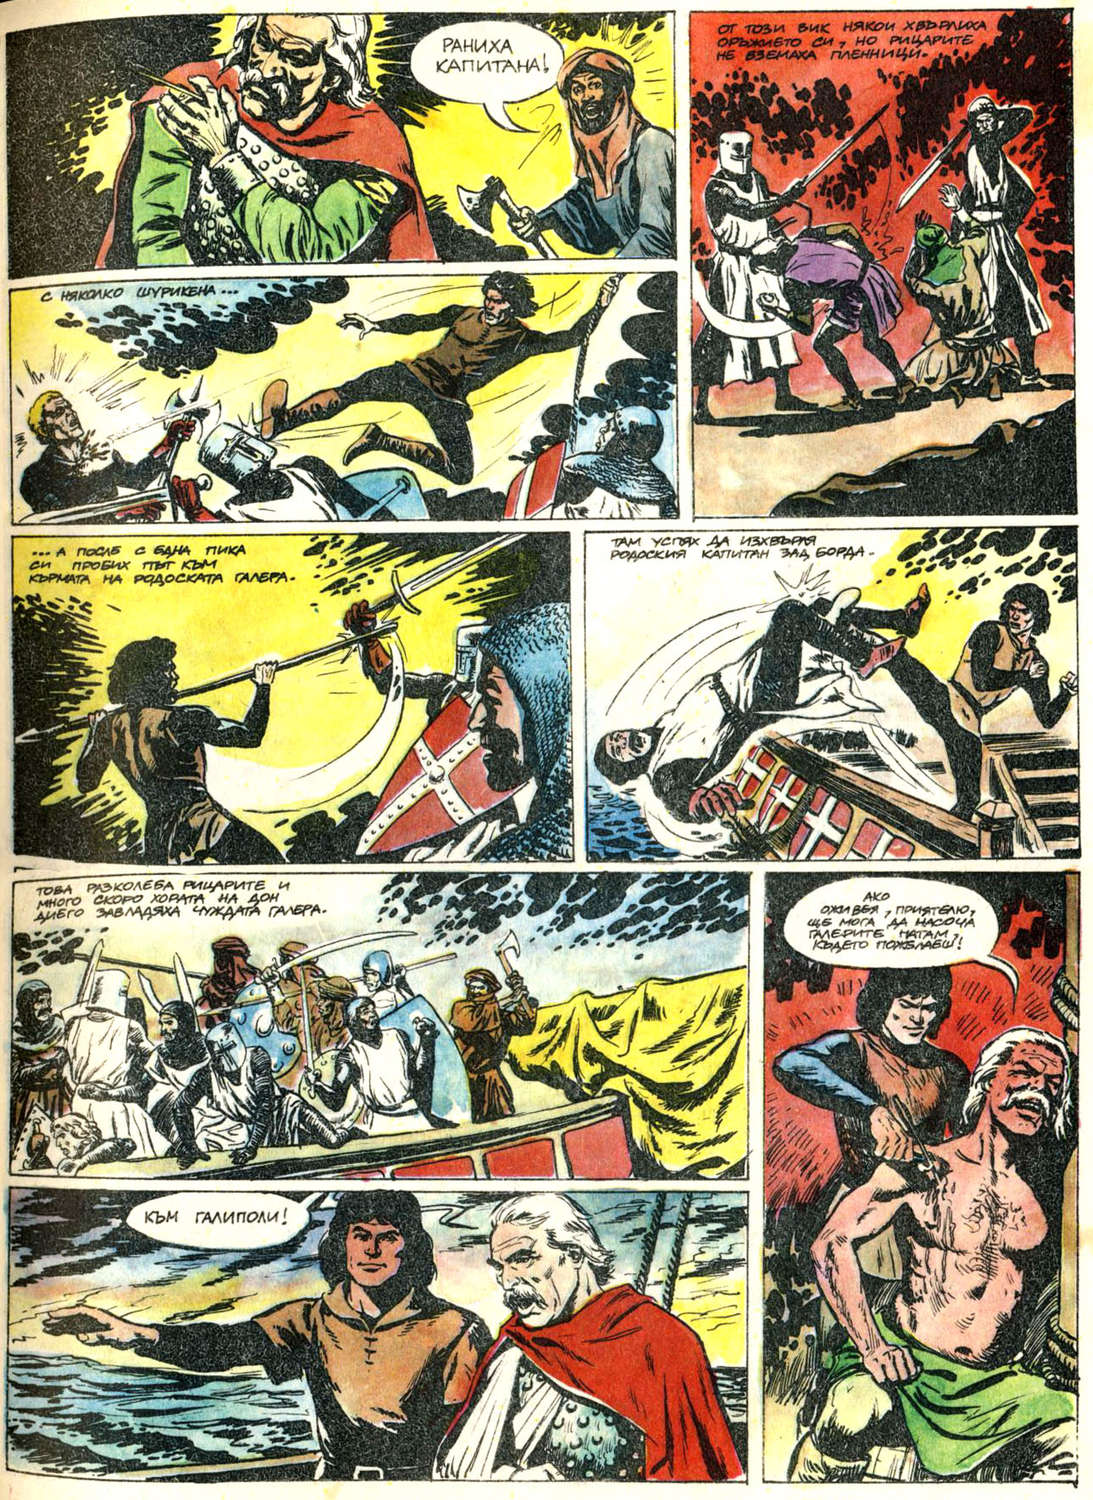 РАНИХА
КАПИТАНА!
ОТ ТОЗИ ВИК НЯКОИ ХВЪРЛИХА
ОРЪЖИЕТО СИ, НО РИЦАРИТЕ
НЕ ВЗЕМАХА ПЛЕННИЦИ.
С НЯКОЛКО ШУРИКЕНА...
... А ПОСЛЕ С ЕДНА ПИКА
СИ ПРОБИХ ПЪТ КЪМ
КЪРМАТА НА РОДОСКАТА ГАЛЕРА.
ТАМ УСПЯХ ДА ИЗХВЪРЛЯ
РОДОСКИЯ КАПИТАН ЗАД БОРДА.
ТОВА РАЗКОЛЕБА РИЦАРИТЕ И
МНОГО СКОРО ХОРАТА НА ДОН
ДИЕГО ЗАВЛАДЯХА ЧУЖДАТА ГАЛЕРА.
АКО
ОЖИВЕЯ, ПРИЯТЕЛЮ,
ЩЕ МОГА ДА НАСОЧА
ГАЛЕРИТЕ НАТАМ,
КЪДЕТО ПОЖЕЛАЕШ!
КЪМ ГАЛИПОЛИ!